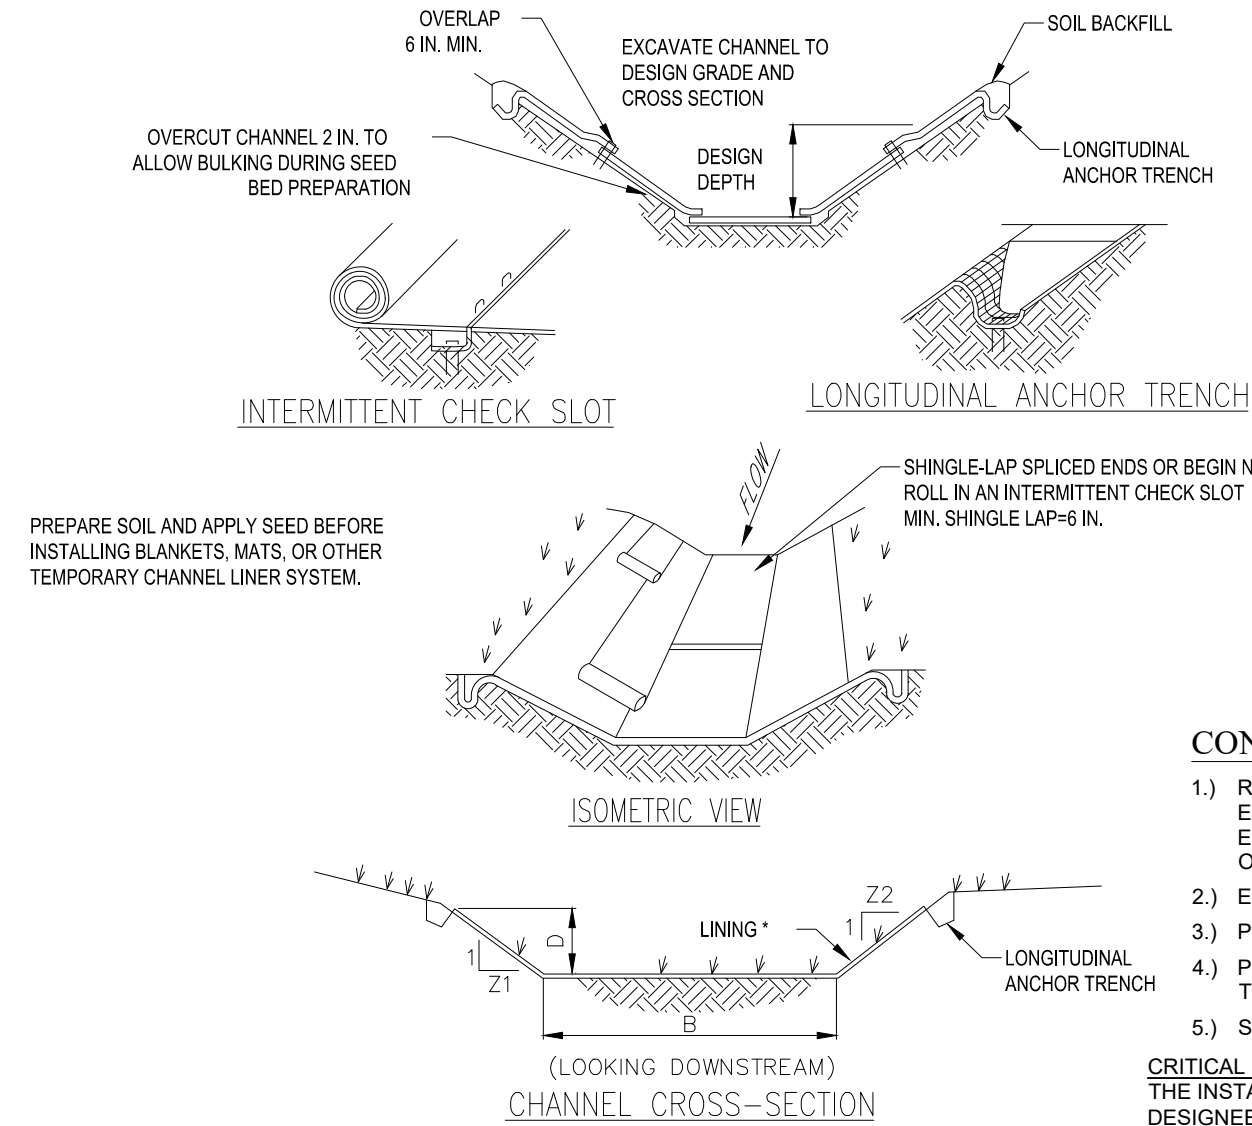 OVERLAP
6 IN. MIN.
EXCAVATE CHANNEL TO
DESIGN GRADE AND
CROSS SECTION
SOIL BACKFILL
OVERCUT CHANNEL 2 IN. TO
ALLOW BULKING DURING SEED
BED PREPARATION
DESIGN
DEPTH
LONGITUDINAL
ANCHOR TRENCH
INTERMITTENT CHECK SLOT
LONGITUDINAL ANCHOR TRENCH
FLOW
SHINGLE-LAP SPLICED ENDS OR BEGIN N
ROLL IN AN INTERMITTENT CHECK SLOT
MIN. SHINGLE LAP=6 IN.
PREPARE SOIL AND APPLY SEED BEFORE
INSTALLING BLANKETS, MATS, OR OTHER
TEMPORARY CHANNEL LINER SYSTEM.
ISOMETRIC VIEW
D
1
Z1
LINING *
1
Z2
LONGITUDINAL
ANCHOR TRENCH
B
(LOOKING DOWNSTREAM)
CHANNEL CROSS-SECTION
CON
1.) R
E
E
O
2.) E
3.) P
4.) P
T
5.) S
CRITICAL
THE INSTA
DESIGNEE